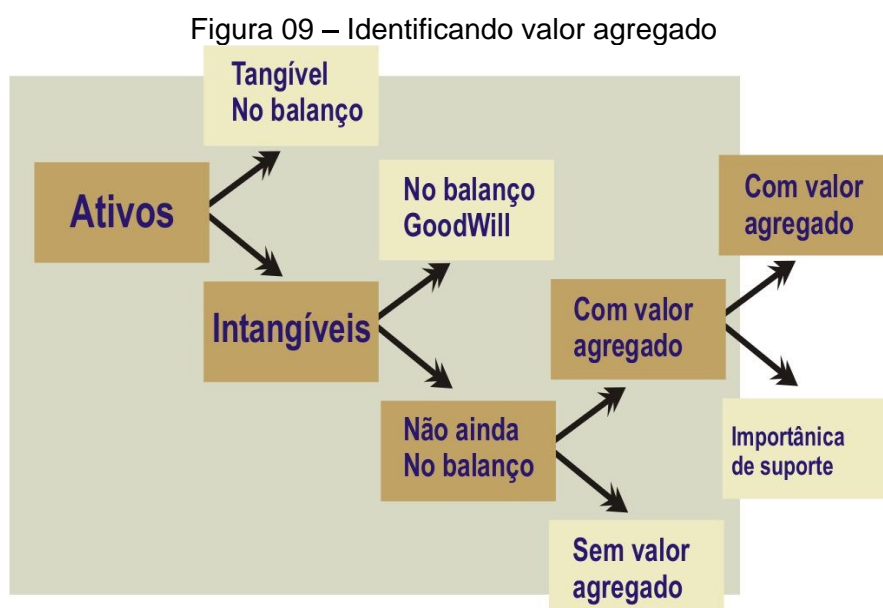 Figura 09 – Identificando valor agregado
Tangível
No balanço
Ativos
No balanço
GoodWill
Com valor
agregado
Intangíveis
Com valor
agregado
Não ainda
No balanço
Importânica
de suporte
Sem valor
agregado